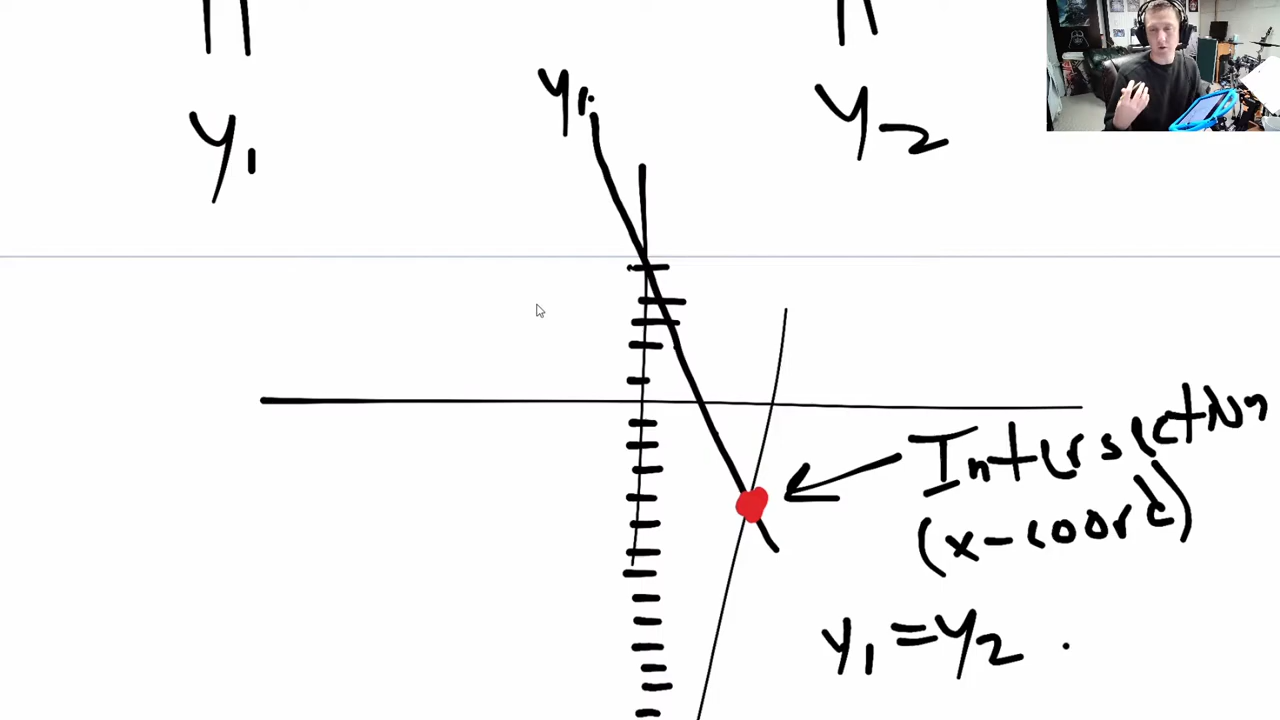 y1
y2
y1
Intersection
(x-coord)
y1 = y2 .